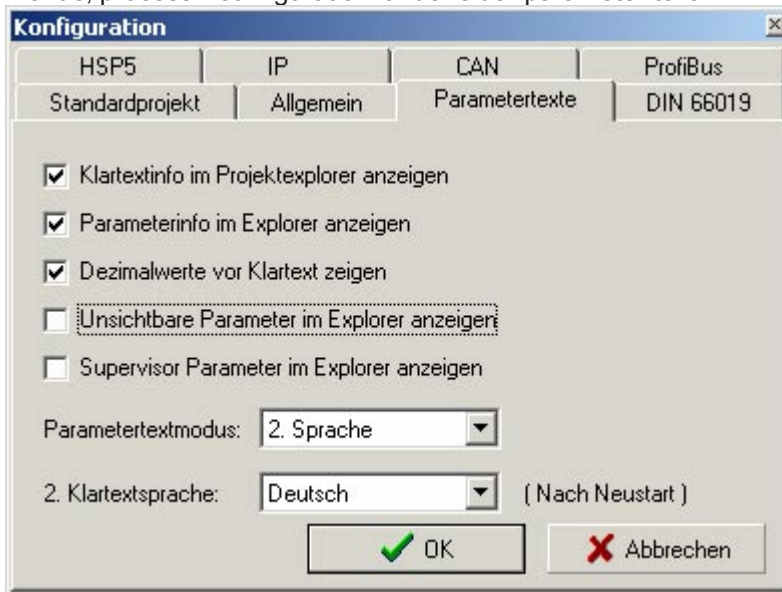 Konfiguration
HSP5 IP CAN ProfiBus
Standardprojekt Allgemein Parametertexte DIN 66019
Klartextinfo im Projektexplorer anzeigen
Parameterinfo im Explorer anzeigen
Dezimalwerte vor Klartext zeigen
Unsichtbare Parameter im Explorer anzeigen
Supervisor Parameter im Explorer anzeigen
Parametertextmodus: 2. Sprache
2. Klartextsprache: Deutsch ( Nach Neustart )
OK Abbrechen